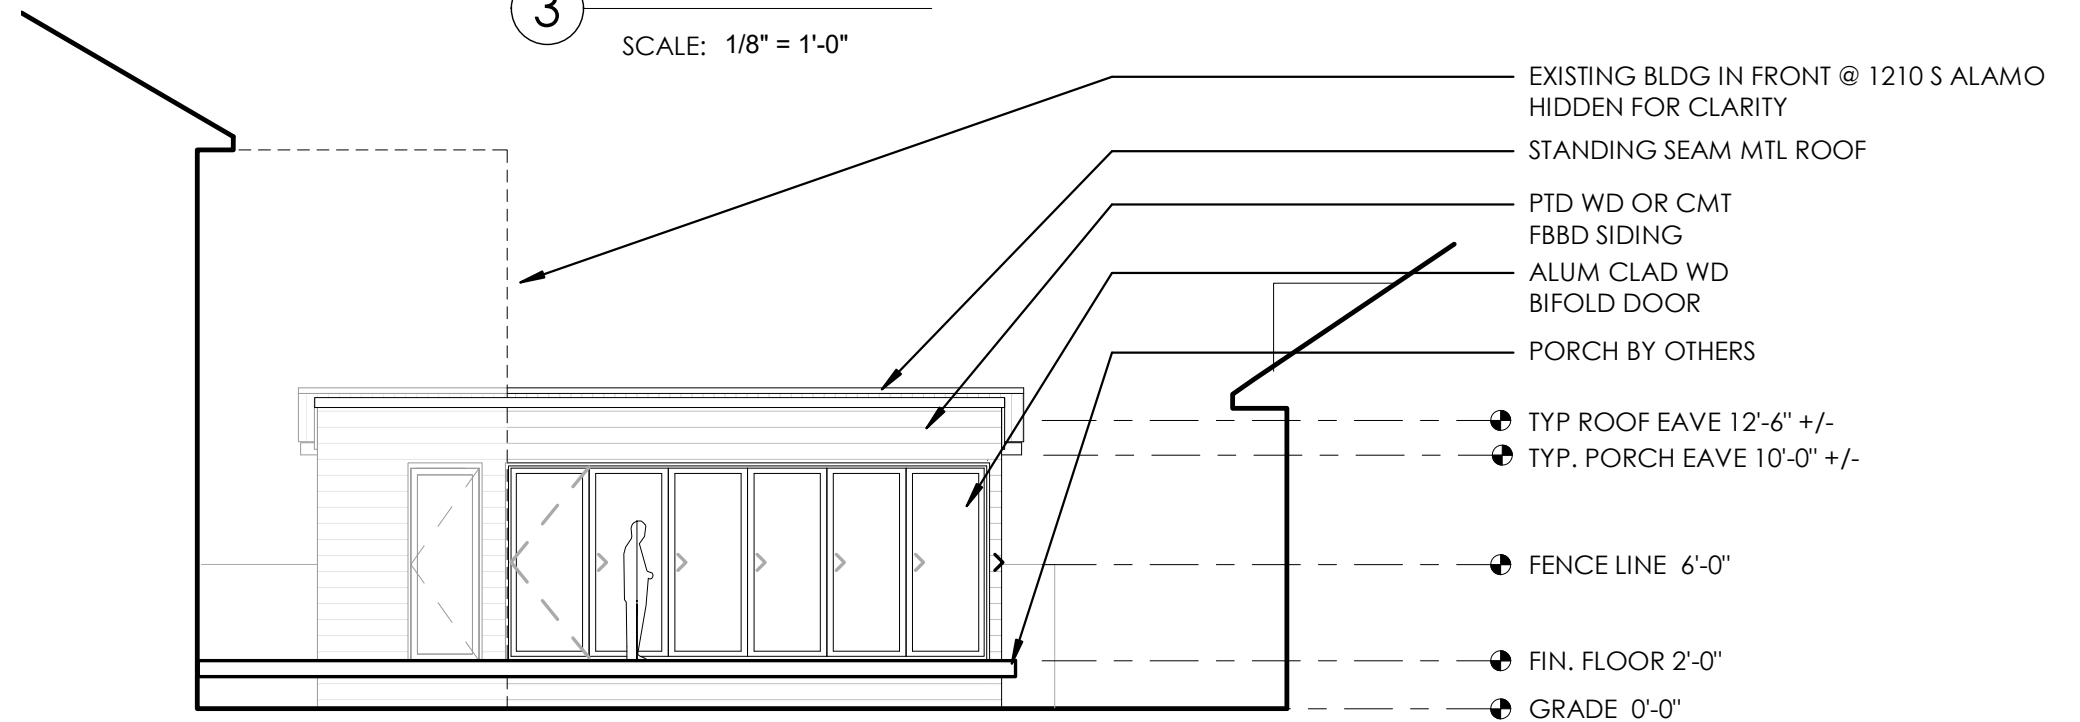 3
SCALE: 1/8" = 1'-0"
EXISTING BLDG IN FRONT @ 1210 S ALAMO
HIDDEN FOR CLARITY
STANDING SEAM MTL ROOF
PTD WD OR CMT
FBBD SIDING
ALUM CLAD WD
BIFOLD DOOR
PORCH BY OTHERS
TYP ROOF EAVE 12'-6" +/-
TYP. PORCH EAVE 10'-0" +/-
FENCE LINE 6'-0"
FIN. FLOOR 2'-0"
GRADE 0'-0"